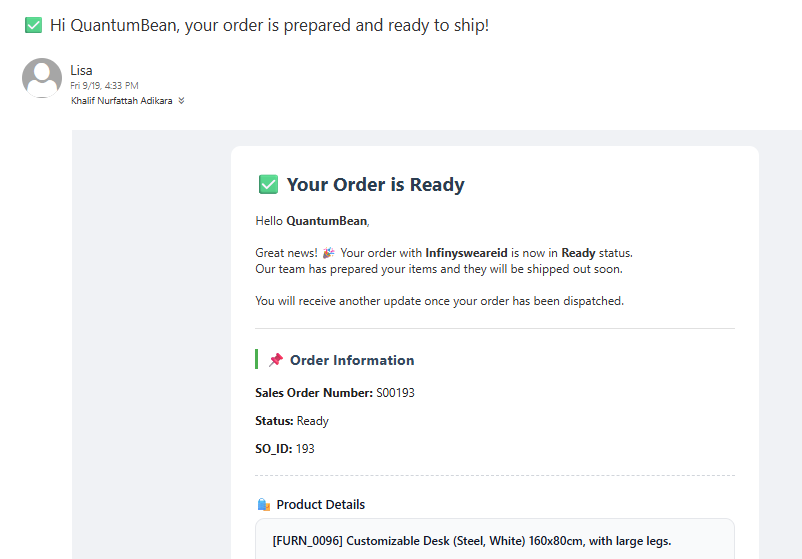 ✅ Hi QuantumBean, your order is prepared and ready to ship!
Lisa
Fri 9/19, 4:33 PM
Khalif Nurfattah Adikara
✅ Your Order is Ready
Hello QuantumBean,
Great news! 🎉 Your order with Infinysweareid is now in Ready status.
Our team has prepared your items and they will be shipped out soon.
You will receive another update once your order has been dispatched.
📌 Order Information
Sales Order Number: S00193
Status: Ready
SO_ID: 193
🛍️ Product Details
[FURN_0096] Customizable Desk (Steel, White) 160x80cm, with large legs.